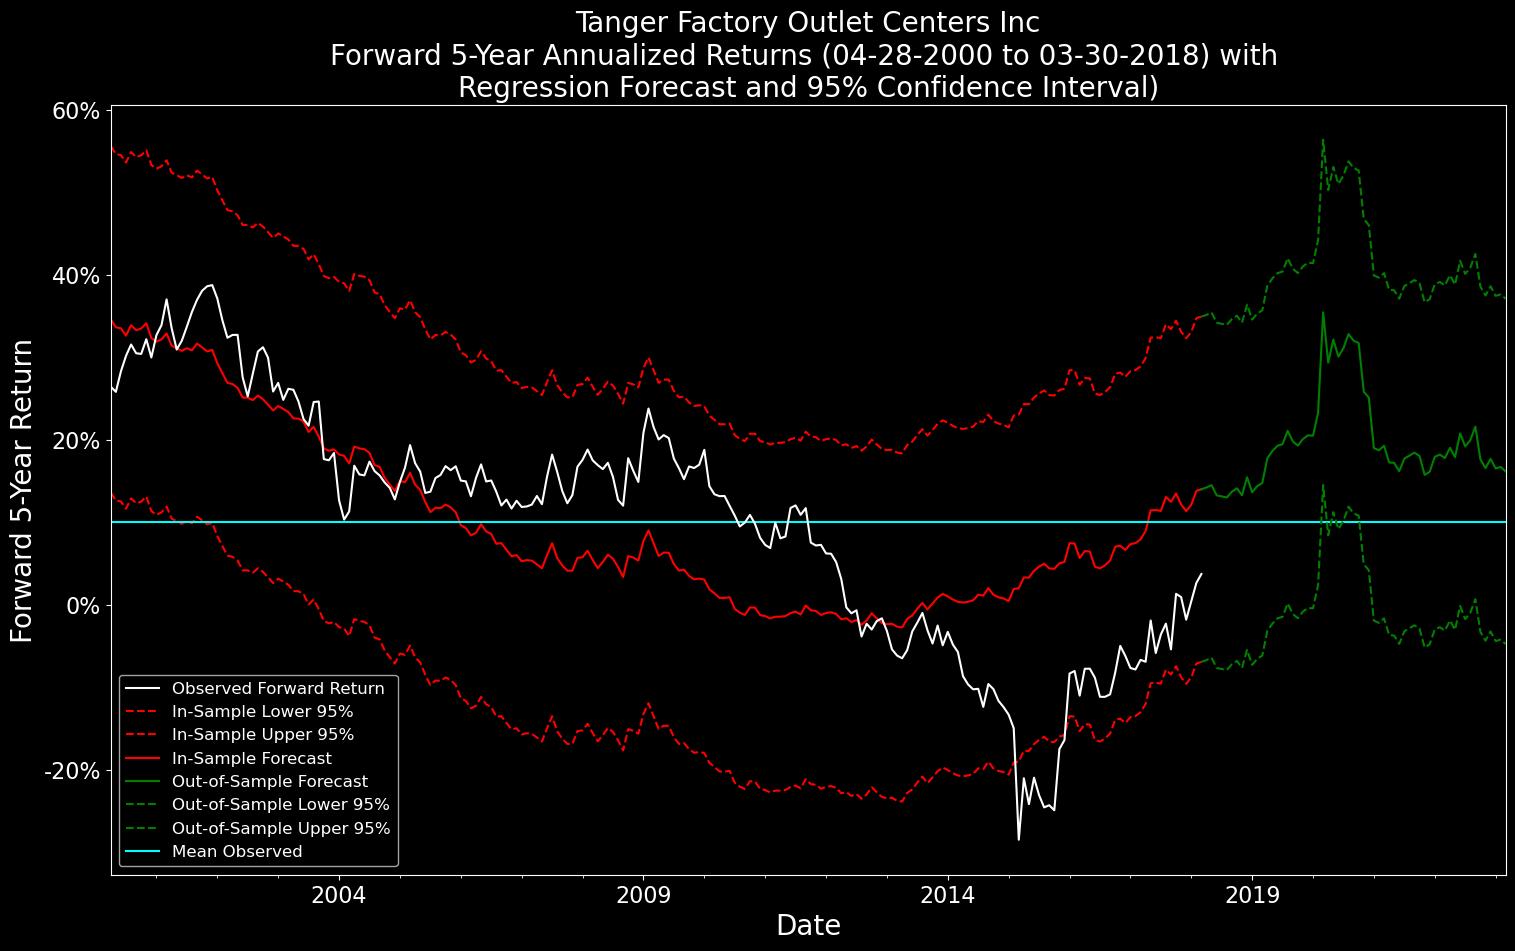 Tanger Factory Outlet Centers Inc
Forward 5-Year Annualized Returns (04-28-2000 to 03-30-2018) with
Regression Forecast and 95% Confidence Interval)
60%
40%
20%
0%
-20%
Forward 5-Year Return
Observed Forward Return
In-Sample Lower 95%
In-Sample Upper 95%
In-Sample Forecast
Out-of-Sample Forecast
Out-of-Sample Lower 95%
Out-of-Sample Upper 95%
Mean Observed
2004
2009
2014
2019
Date